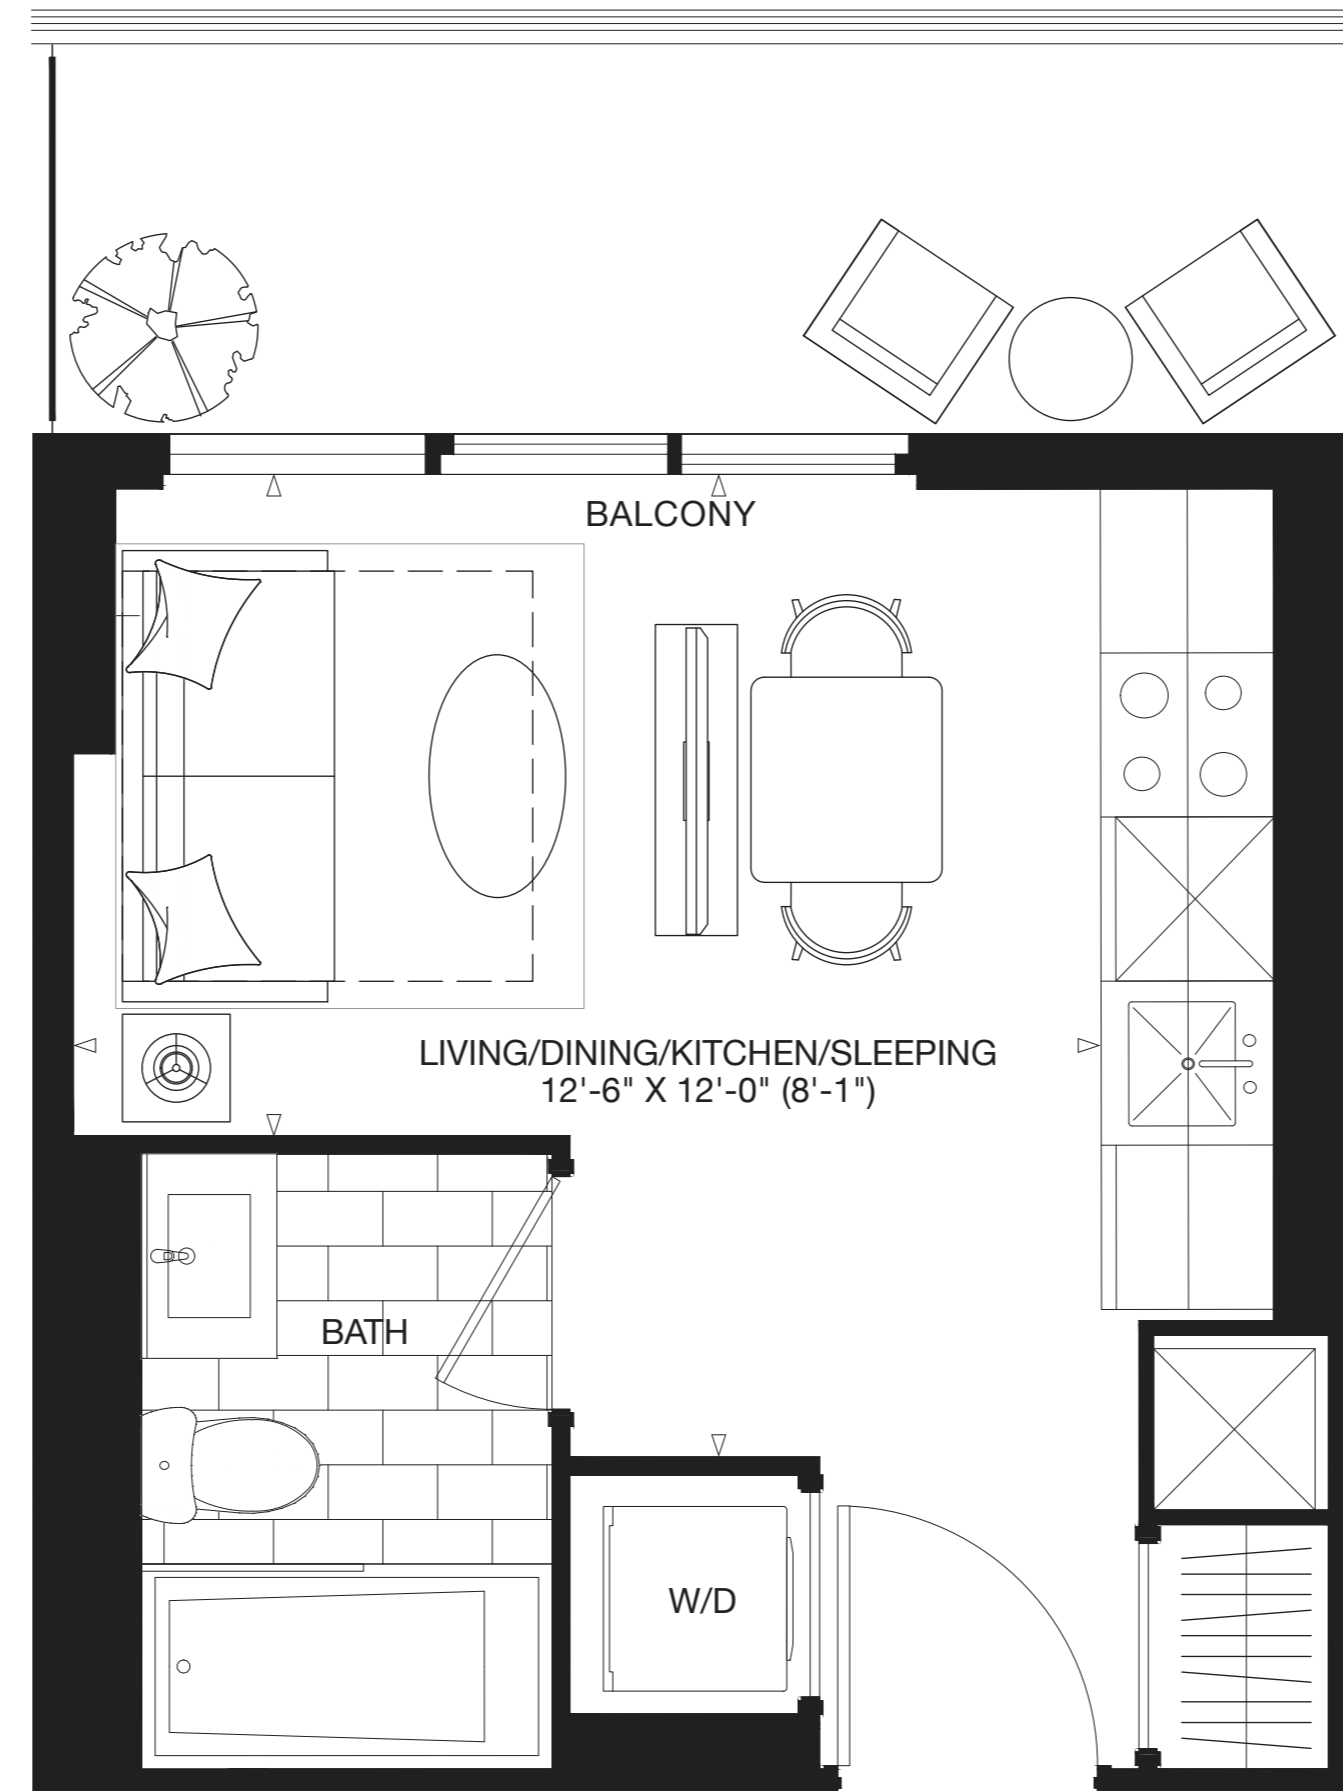 BALCONY
LIVING/DINING/KITCHEN/SLEEPING
12'-6" X 12'-0" (8'-1")
BATH
W/D